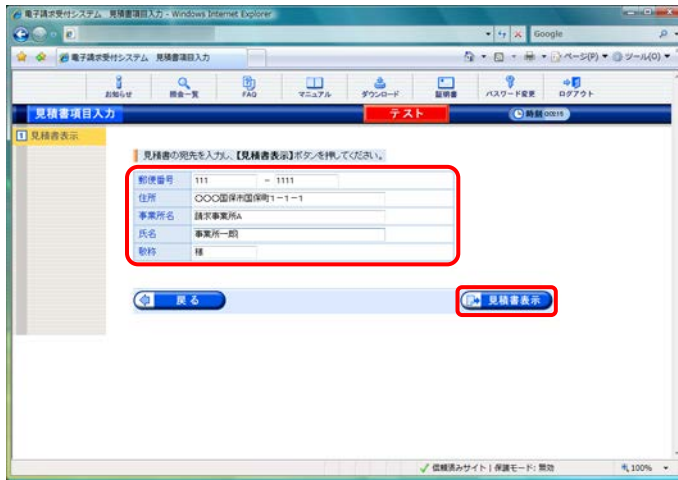 電子請求受付システム 見積書項目入力 - Windows Internet Explorer
Google
電子請求受付システム 見積書項目入力
ページ(P) ツール(O)
お知らせ 照会一覧 FAQ マニュアル ダウンロード 証明書 パスワード変更 ログアウト
見積書項目入力 テスト 時刻
1 見積書表示
見積書の宛先を入力し、【見積書表示】ボタンを押してください。
郵便番号 111 - 1111
住所 〇〇〇国保市国保町1-1-1
事業所名 請求事業所A
氏名 事業所一郎
敬称 様
戻る 見積書表示
信頼済みサイト | 保護モード: 無効 100%